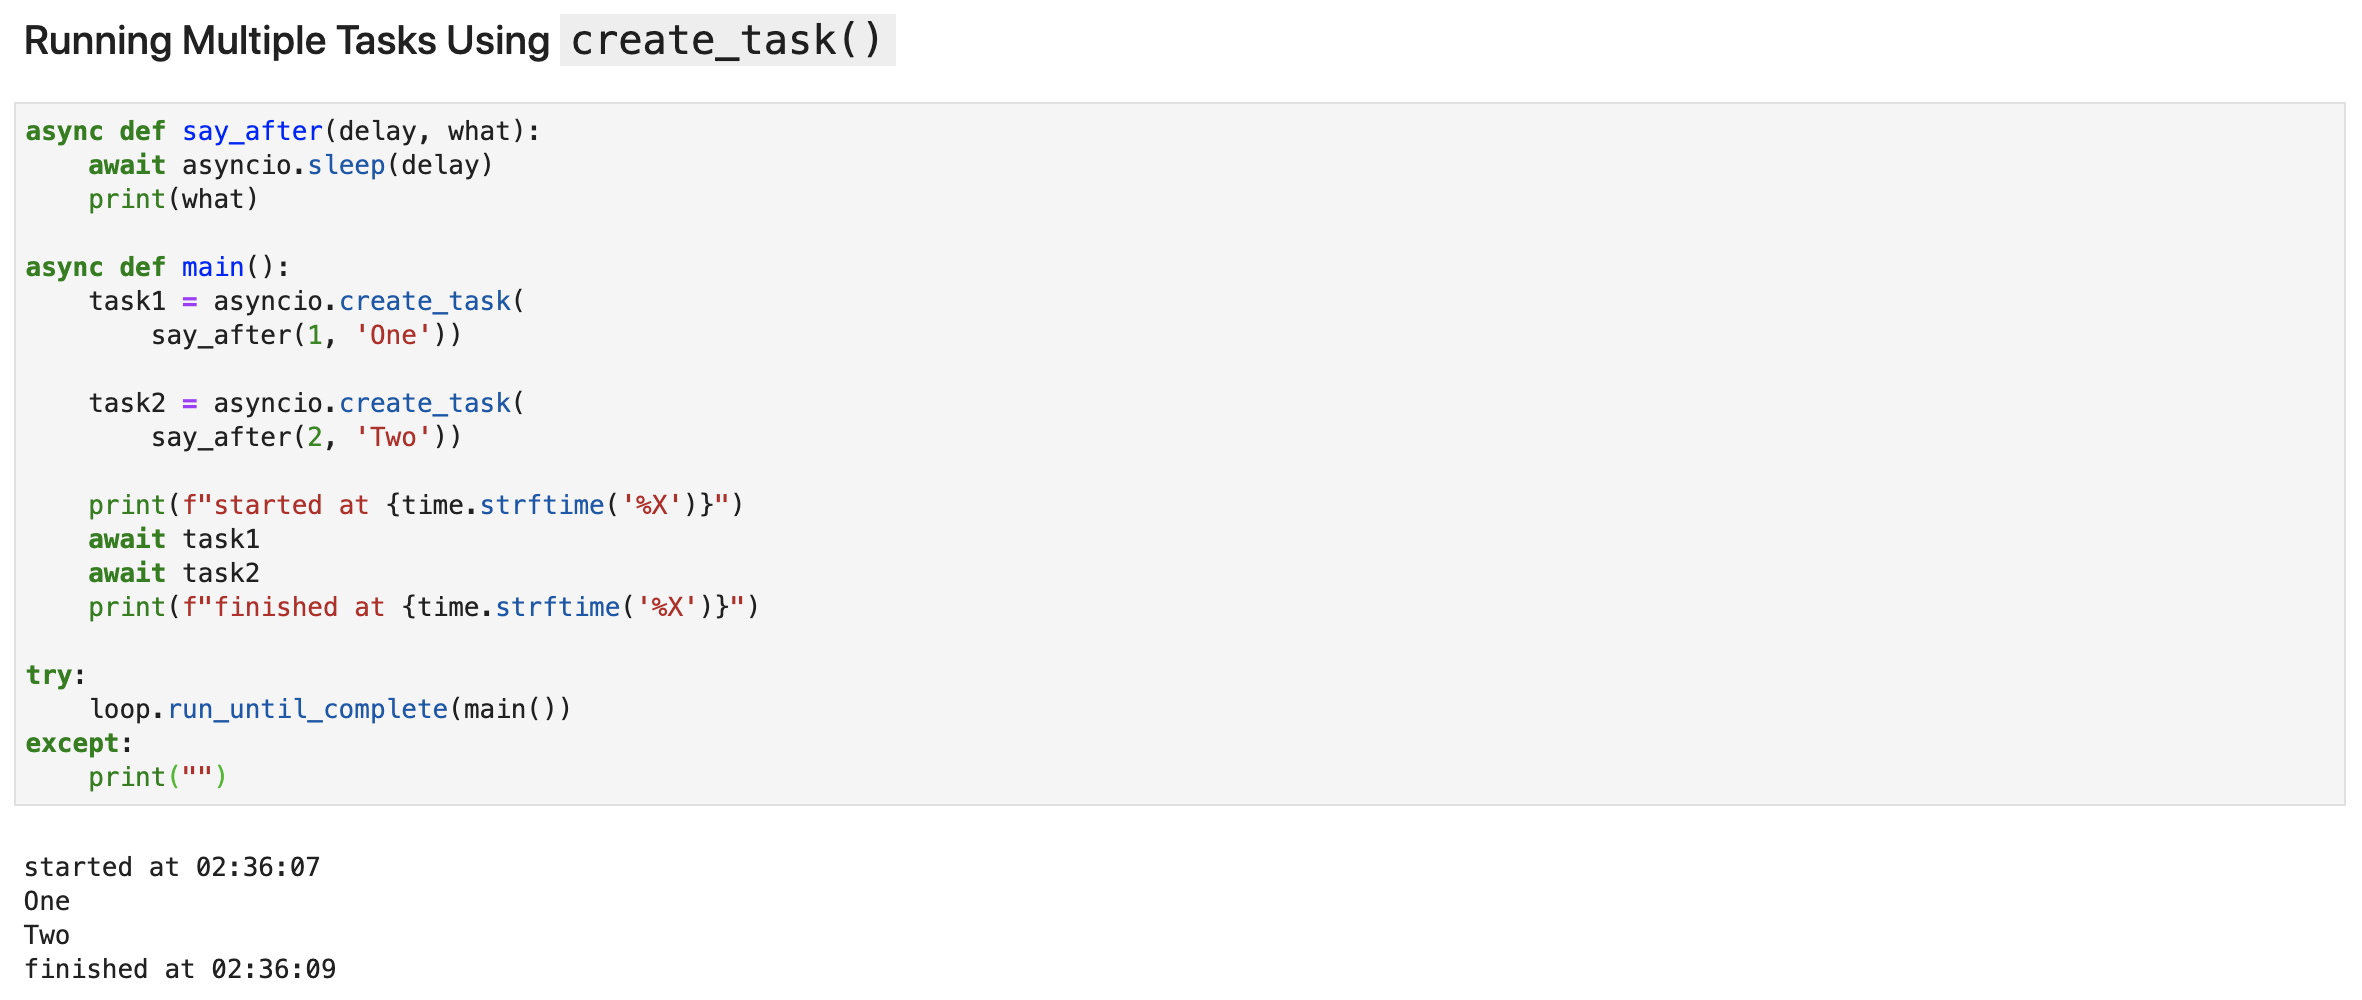 Running Multiple Tasks Using create_task()
async def say_after(delay, what):
    await asyncio.sleep(delay)
    print(what)

async def main():
    task1 = asyncio.create_task(
        say_after(1, 'One'))

    task2 = asyncio.create_task(
        say_after(2, 'Two'))

    print(f"started at {time.strftime('%X')}")
    await task1
    await task2
    print(f"finished at {time.strftime('%X')}")

try:
    loop.run_until_complete(main())
except:
    print("")

started at 02:36:07
One
Two
finished at 02:36:09